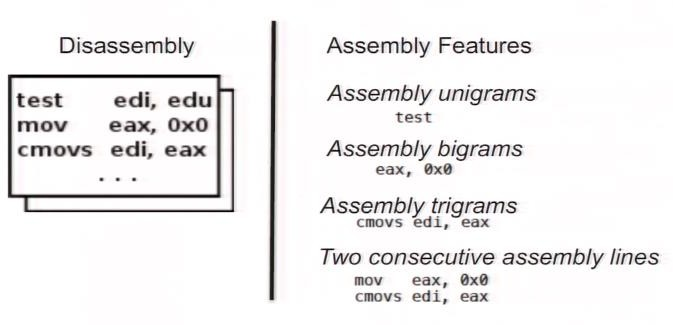 Disassembly
test edi, edu
mov eax, 0x0
cmovs edi, eax
...
Assembly Features
Assembly unigrams
test
Assembly bigrams
eax, 0x0
Assembly trigrams
cmovs edi, eax
Two consecutive assembly lines
mov eax, 0x0
cmovs edi, eax